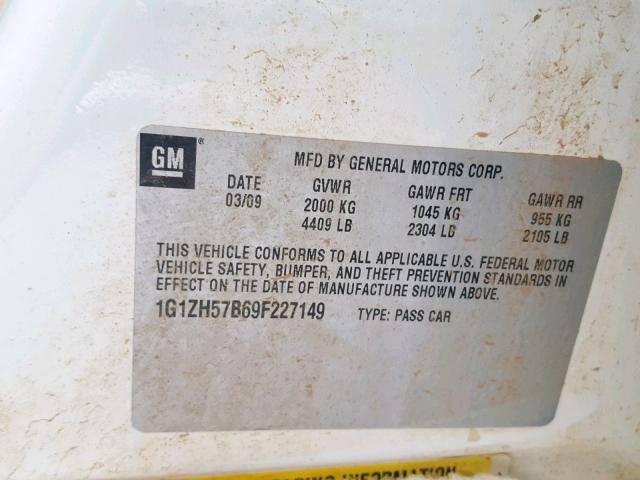 GM®
MFD BY GENERAL MOTORS CORP.
DATE GVWR GAWR FRT GAWR RR
03/09 2000 KG 1045 KG 955 KG
4409 LB 2304 LB 2105 LB
THIS VEHICLE CONFORMS TO ALL APPLICABLE U.S. FEDERAL MOTOR
VEHICLE SAFETY, BUMPER, AND THEFT PREVENTION STANDARDS IN
EFFECT ON THE DATE OF MANUFACTURE SHOWN ABOVE.
1G1ZH57B69F227149 TYPE: PASS CAR
INFORMATION